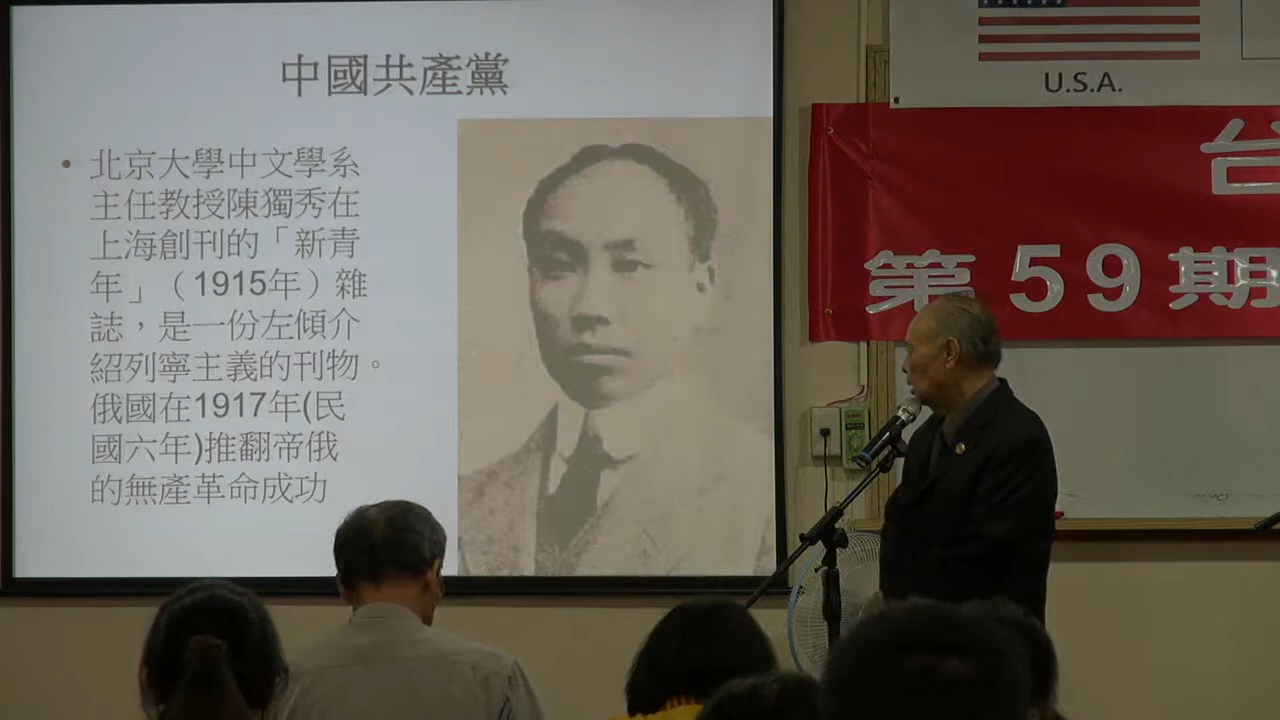 中國共產黨
• 北京大學中文學系
主任教授陳獨秀在
上海創刊的「新青
年」（1915年）雜
誌，是一份左傾介
紹列寧主義的刊物。
俄國在1917年(民
國六年)推翻帝俄
的無產革命成功
U.S.A.
台
第59期